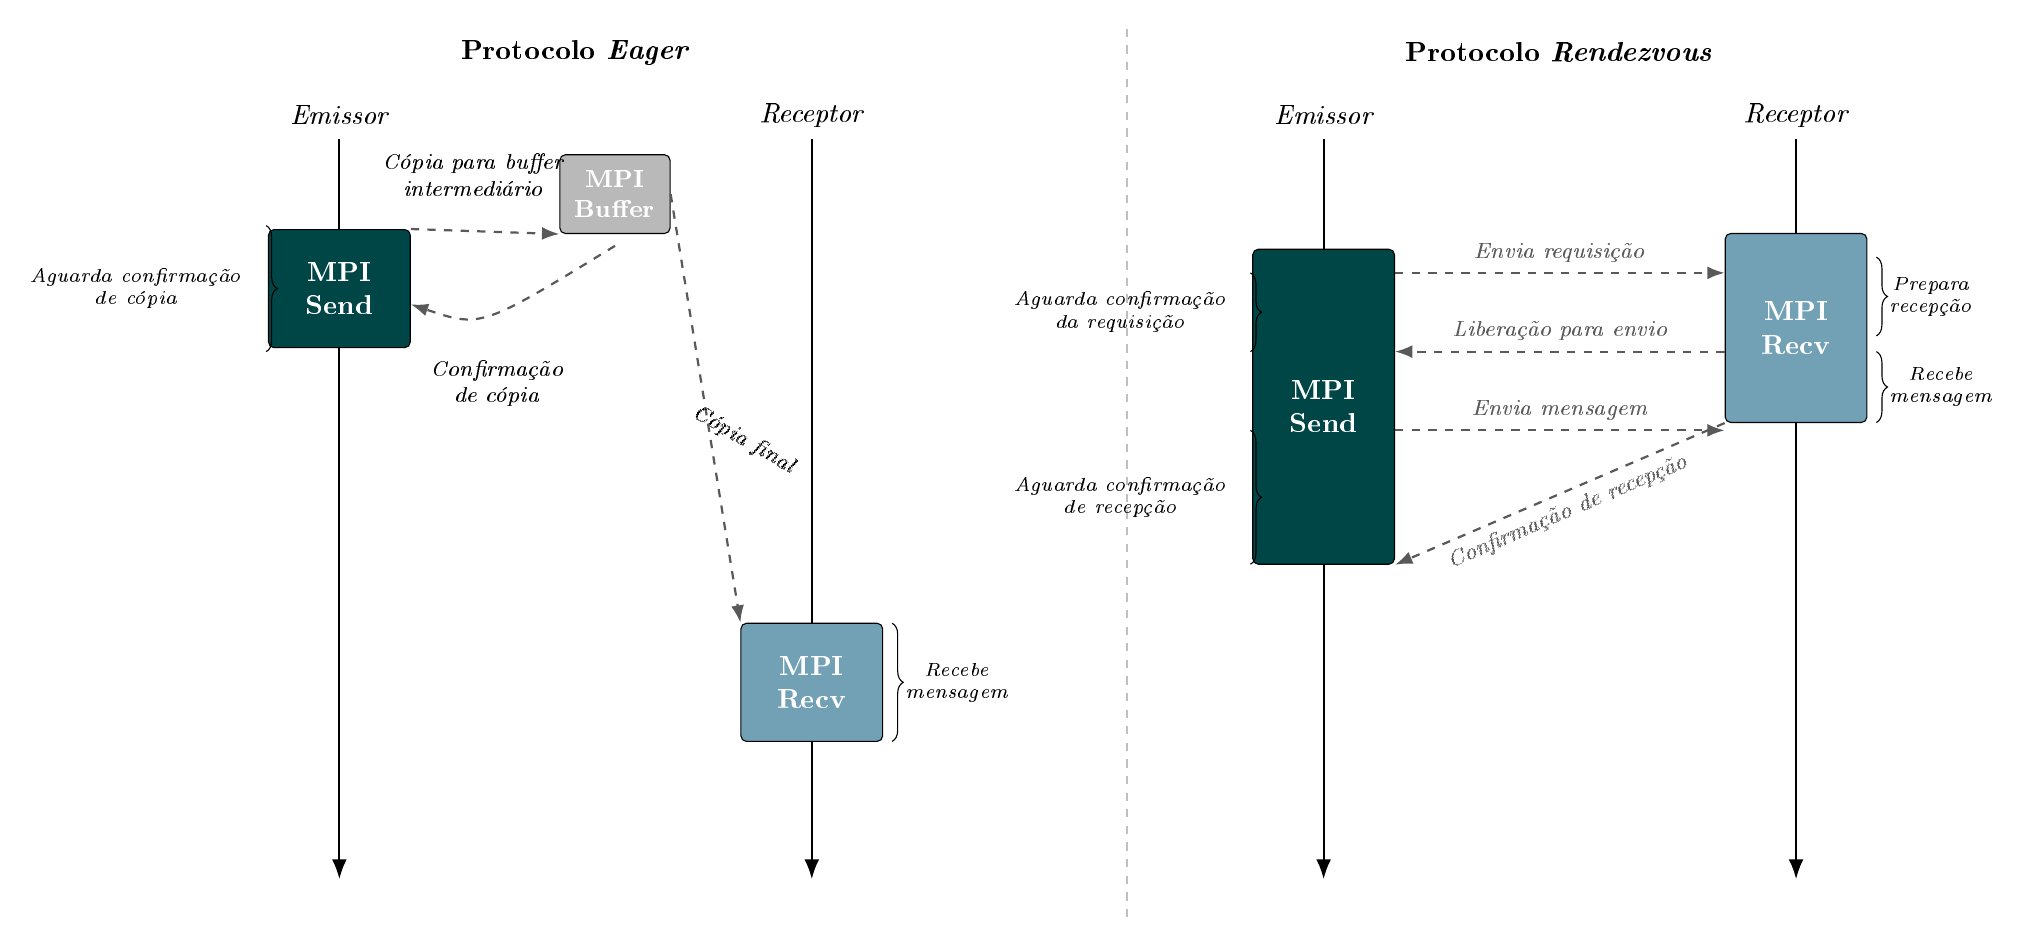 Protocolo Eager
Emissor
Receptor
Cópia para buffer
intermediário
MPI
Buffer
Aguarda confirmação
de cópia
MPI
Send
Confirmação
de cópia
Cópia final
MPI
Recv
Recebe
mensagem
Protocolo Rendezvous
Emissor
Receptor
Envia requisição
Aguarda confirmação
da requisição
Prepara
recepção
MPI
Recv
Liberação para envio
MPI
Send
Recebe
mensagem
Envia mensagem
Aguarda confirmação
de recepção
Confirmação de recepção